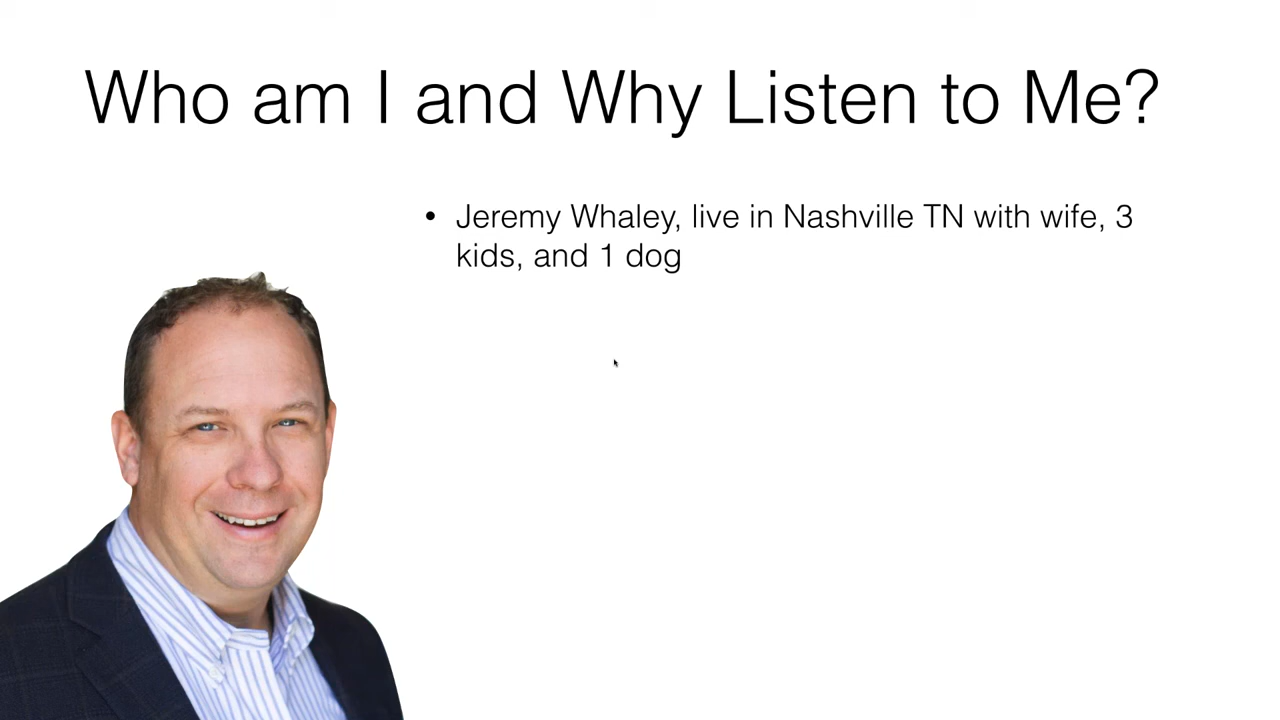 Who am I and Why Listen to Me?
• Jeremy Whaley, live in Nashville TN with wife, 3
kids, and 1 dog